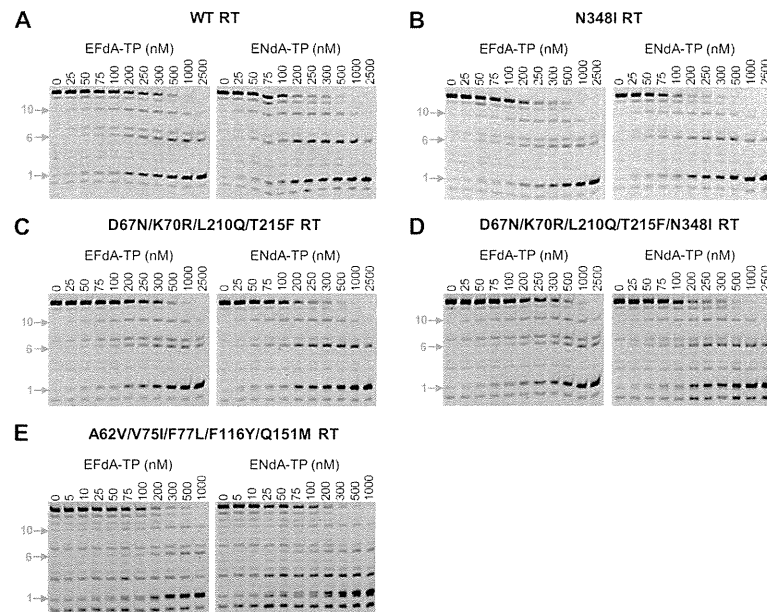 A
WT RT
EFdA-TP (nM)
ENdA-TP (nM)
0 25 50 75 100 200 250 300 500 1000 2500
0 25 50 75 100 200 250 300 500 1000 2500
10
6
1
B
N348I RT
EFdA-TP (nM)
ENdA-TP (nM)
0 25 50 75 100 200 250 300 500 1000 2500
0 25 50 75 100 200 250 300 500 1000 2500
10
6
1
C
D67N/K70R/L210Q/T215F RT
EFdA-TP (nM)
ENdA-TP (nM)
0 25 50 75 100 200 250 300 500 1000 2500
0 25 50 75 100 200 250 300 500 1000 2500
10
6
1
D
D67N/K70R/L210Q/T215F/N348I RT
EFdA-TP (nM)
ENdA-TP (nM)
0 25 50 75 100 200 250 300 500 1000 2500
0 25 50 75 100 200 250 300 500 1000 2500
10
6
1
E
A62V/V75I/F77L/F116Y/Q151M RT
EFdA-TP (nM)
ENdA-TP (nM)
0 5 10 25 50 75 100 200 300 500 1000
0 5 10 25 50 75 100 200 300 500 1000
10
6
1